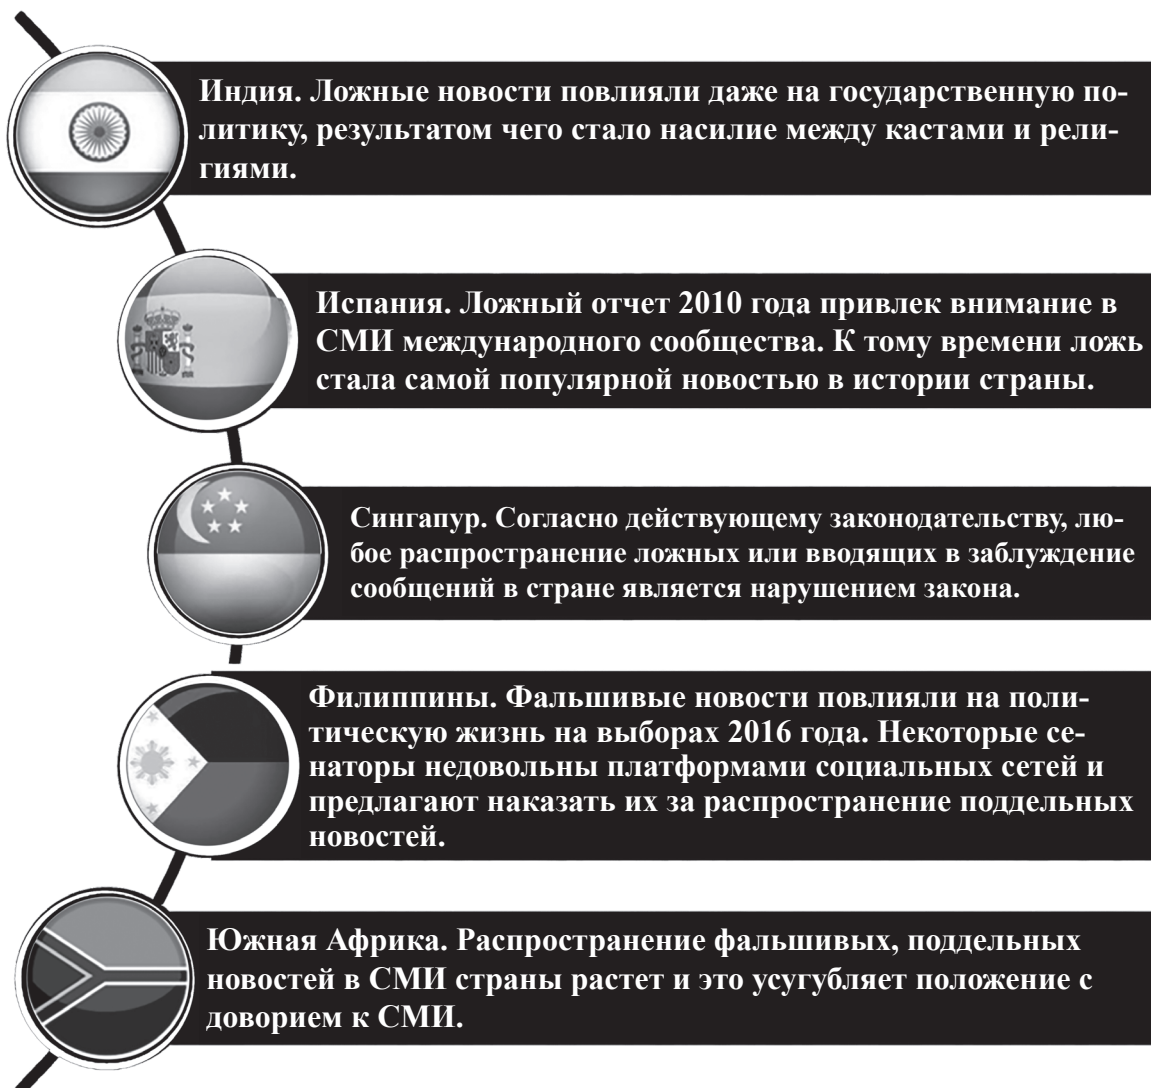 Индия. Ложные новости повлияли даже на государственную по-
литику, результатом чего стало насилие между кастами и рели-
гиями.
Испания. Ложный отчет 2010 года привлек внимание в
СМИ международного сообщества. К тому времени ложь
стала самой популярной новостью в истории страны.
Сингапур. Согласно действующему законодательству, лю-
бое распространение ложных или вводящих в заблуждение
сообщений в стране является нарушением закона.
Филиппины. Фальшивые новости повлияли на поли-
тическую жизнь на выборах 2016 года. Некоторые се-
наторы недовольны платформами социальных сетей и
предлагают наказать их за распространение поддельных
новостей.
Южная Африка. Распространение фальшивых, поддельных
новостей в СМИ страны растет и это усугубляет положение с
доворием к СМИ.